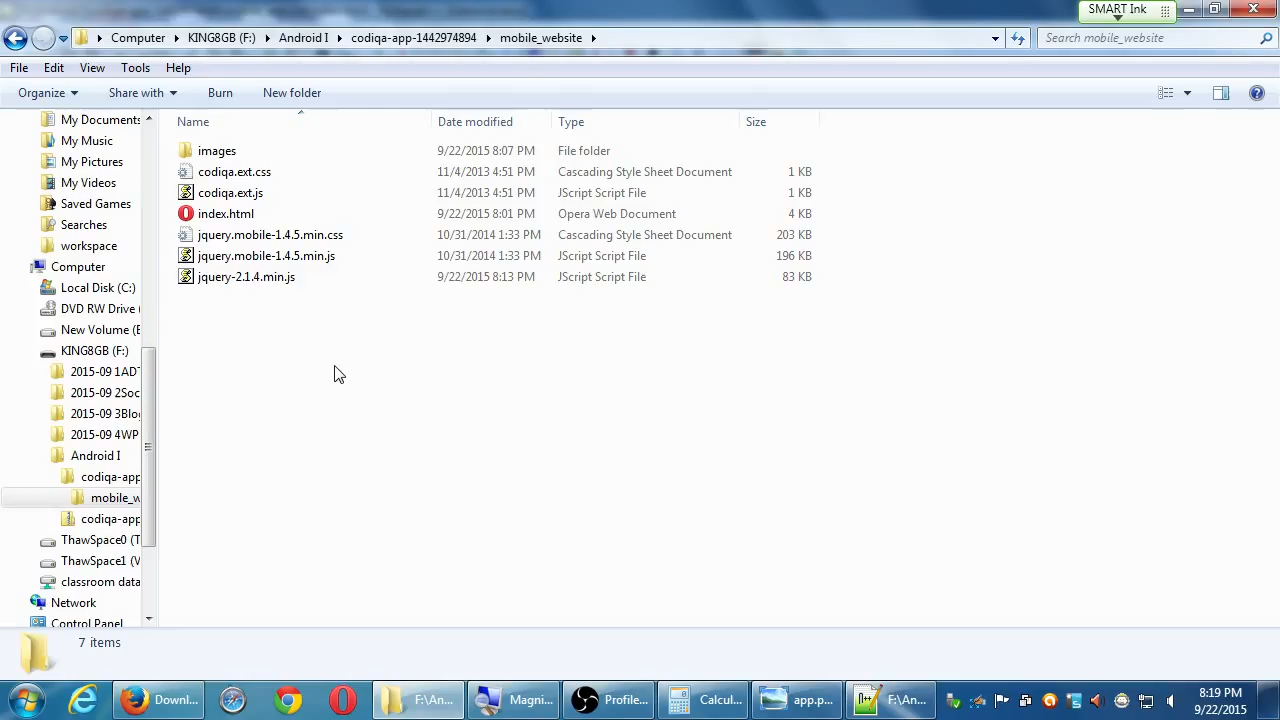 SMART Ink
Computer KING8GB (F:) Android I codiqa-app-1442974894 mobile_website
Search mobile_website
File Edit View Tools Help
Organize Share with Burn New folder
Name Date modified Type Size
images 9/22/2015 8:07 PM File folder
codiqa.ext.css 11/4/2013 4:51 PM Cascading Style Sheet Document 1 KB
codiqa.ext.js 11/4/2013 4:51 PM JScript Script File 1 KB
index.html 9/22/2015 8:01 PM Opera Web Document 4 KB
jquery.mobile-1.4.5.min.css 10/31/2014 1:33 PM Cascading Style Sheet Document 203 KB
jquery.mobile-1.4.5.min.js 10/31/2014 1:33 PM JScript Script File 196 KB
jquery-2.1.4.min.js 9/22/2015 8:13 PM JScript Script File 83 KB
My Documents
My Music
My Pictures
My Videos
Saved Games
Searches
workspace
Computer
Local Disk (C:)
DVD RW Drive (
New Volume (E
KING8GB (F:)
2015-09 1AD
2015-09 2Soc
2015-09 3Blog
2015-09 4WP
Android I
codiqa-app
mobile_w
codiqa-app
ThawSpace0 (T
ThawSpace1 (V
classroom data
Network
Control Panel
7 items
Downl... F:\An... Magni... Profile... Calcul... app.p... F:\An...
8:19 PM
9/22/2015